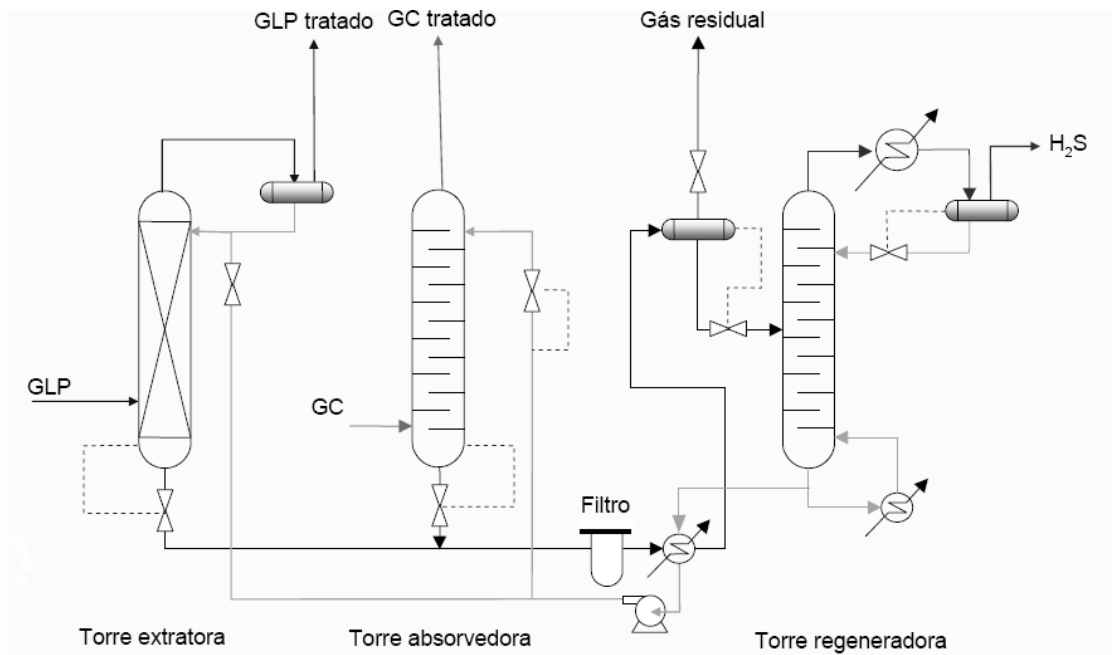 GLP tratado
GC tratado
Gás residual
H₂S
GLP
GC
Filtro
Torre extratora
Torre absorvedora
Torre regeneradora